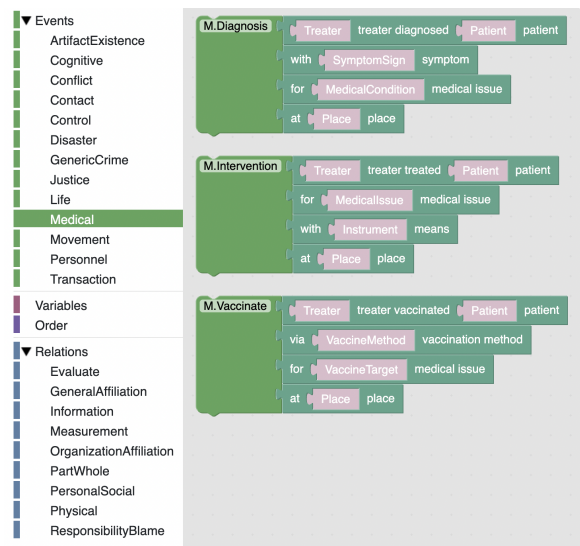 ▼ Events
ArtifactExistence
Cognitive
Conflict
Contact
Control
Disaster
GenericCrime
Justice
Life
Medical
Movement
Personnel
Transaction
Variables
Order
▼ Relations
Evaluate
GeneralAffiliation
Information
Measurement
OrganizationAffiliation
PartWhole
PersonalSocial
Physical
ResponsibilityBlame
M.Diagnosis Treater treater diagnosed Patient patient
with SymptomSign symptom
for MedicalCondition medical issue
at Place place
M.Intervention Treater treater treated Patient patient
for MedicalIssue medical issue
with Instrument means
at Place place
M.Vaccinate Treater treater vaccinated Patient patient
via VaccineMethod vaccination method
for VaccineTarget medical issue
at Place place